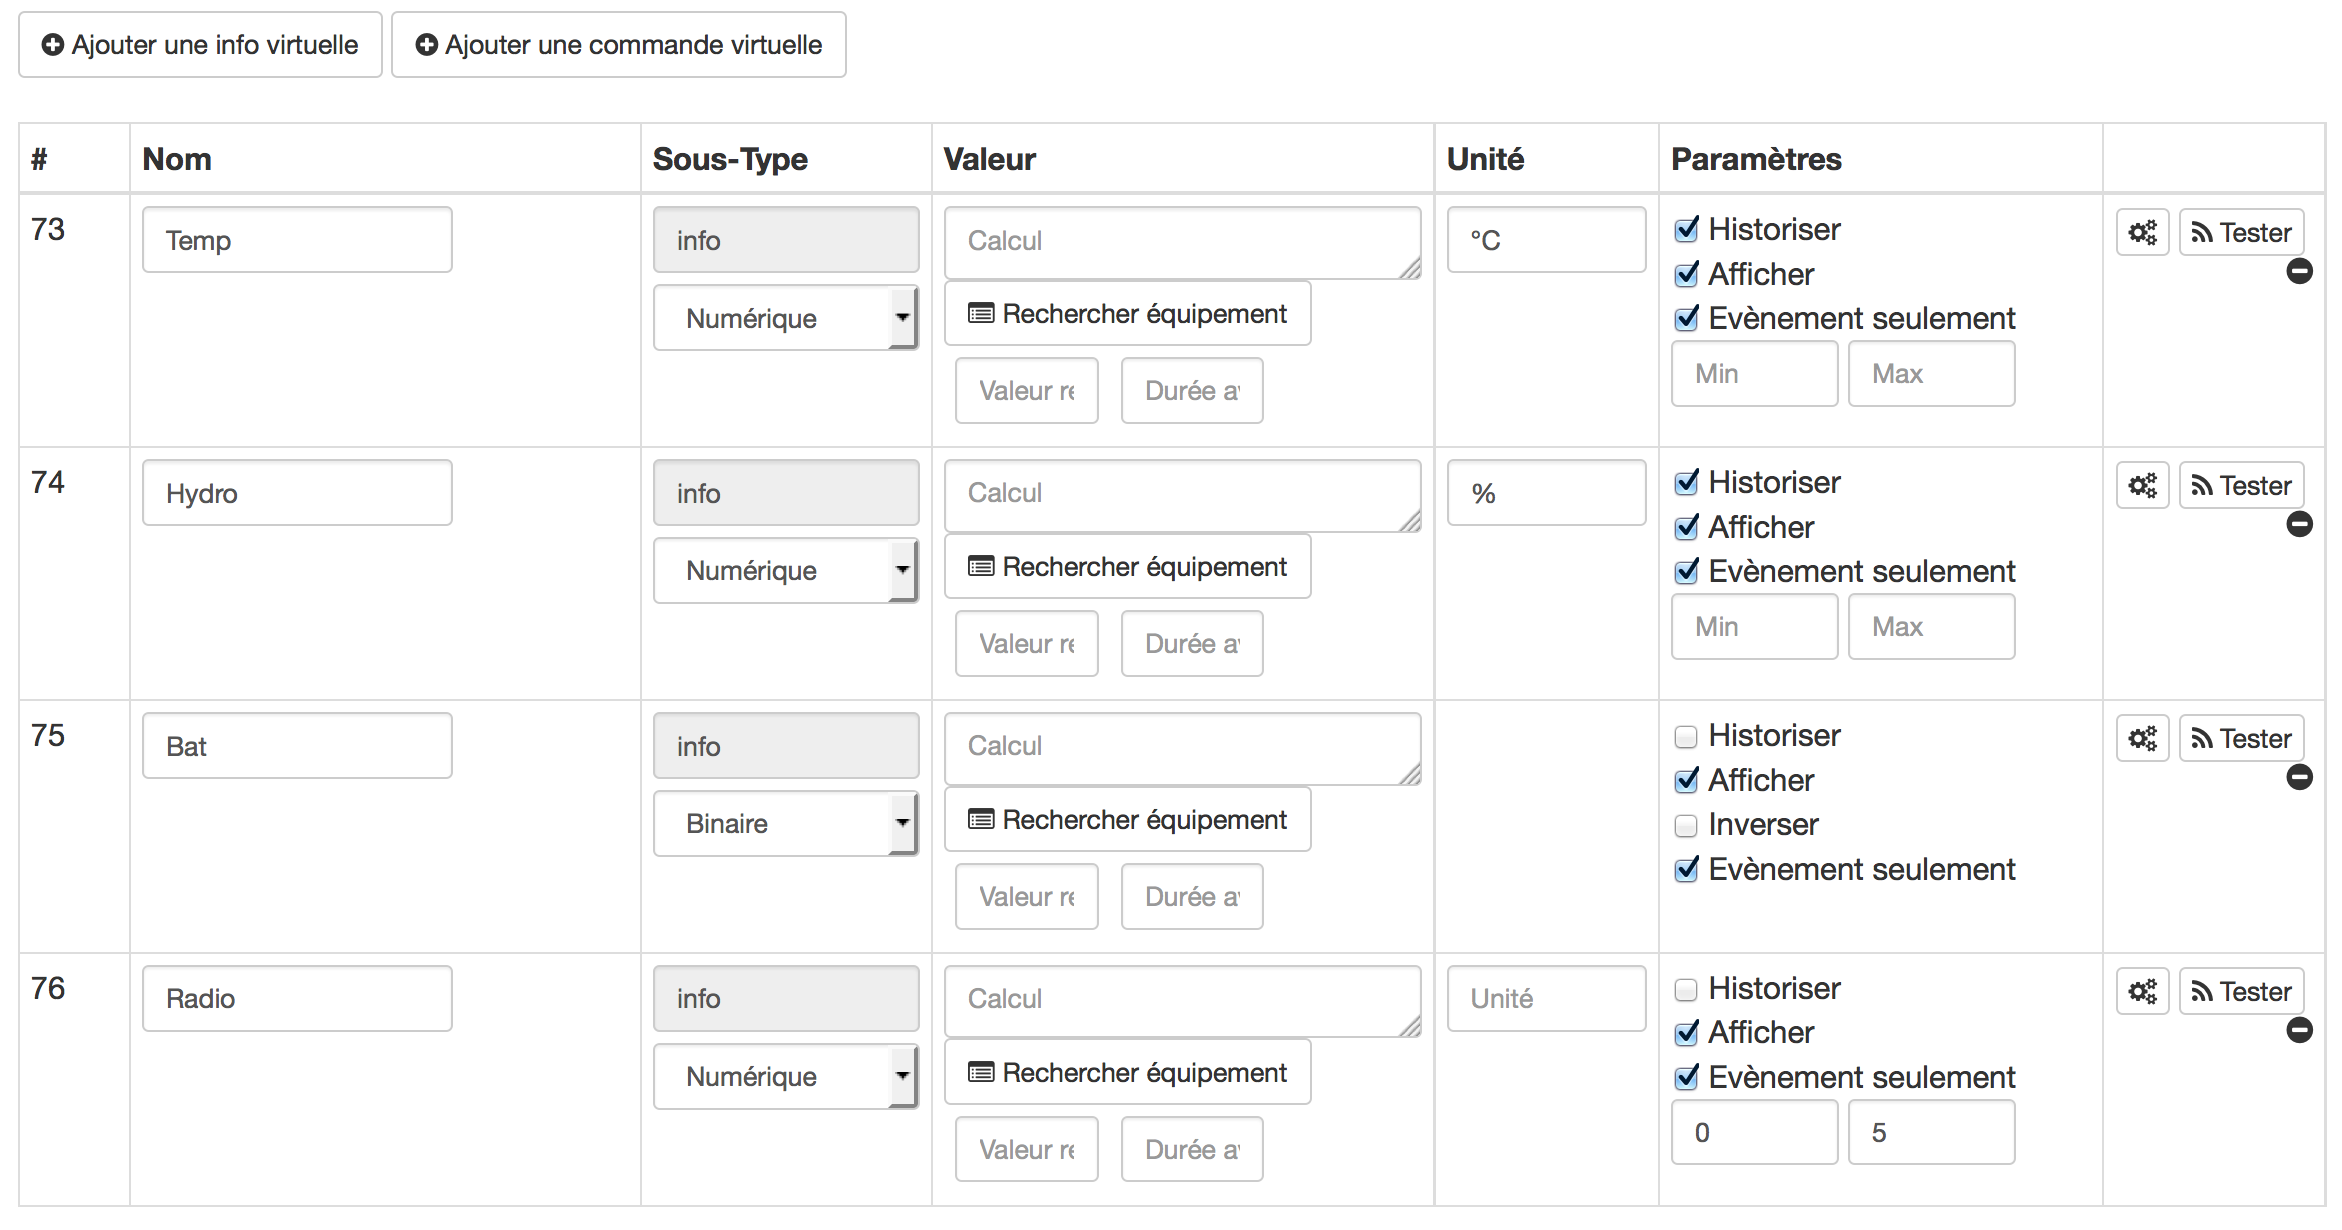 Ajouter une info virtuelle Ajouter une commande virtuelle
# Nom Sous-Type Valeur Unité Paramètres
73 Temp info Calcul °C Historiser Tester
Afficher
Numérique Rechercher équipement Evènement seulement
Valeur re Durée a Min Max
74 Hydro info Calcul % Historiser Tester
Afficher
Numérique Rechercher équipement Evènement seulement
Valeur re Durée a Min Max
75 Bat info Calcul Historiser Tester
Afficher
Binaire Rechercher équipement Inverser
Valeur re Durée a Evènement seulement
76 Radio info Calcul Unité Historiser Tester
Afficher
Numérique Rechercher équipement Evènement seulement
Valeur re Durée a 0 5